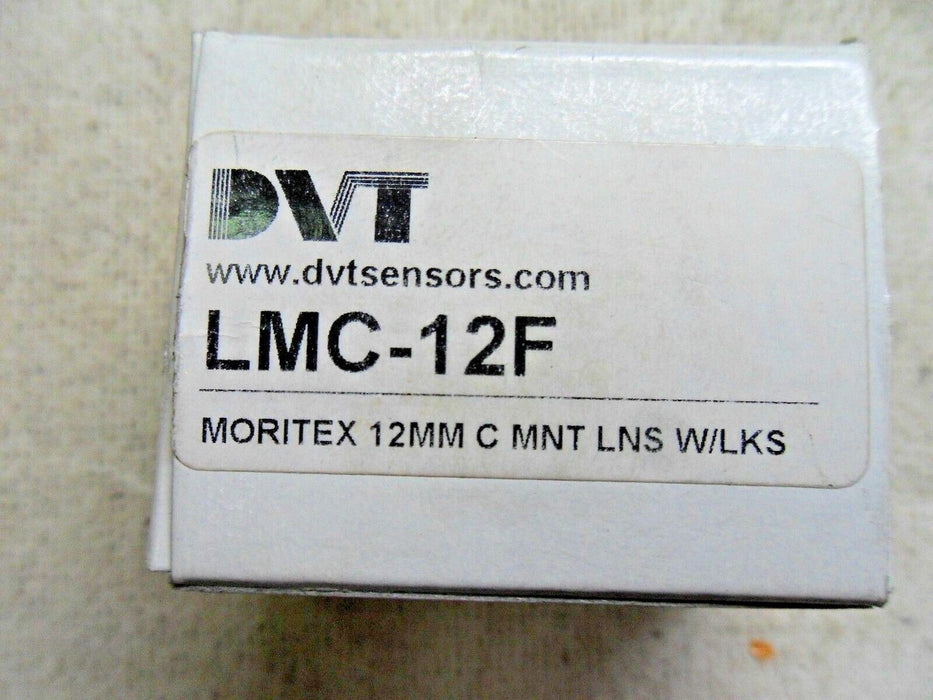 DVT
www.dvtsensors.com
LMC-12F
MORITEX 12MM C MNT LNS W/LKS